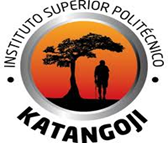 • INSTITUTO SUPERIOR POLITÉCNICO •
KATANGOJI